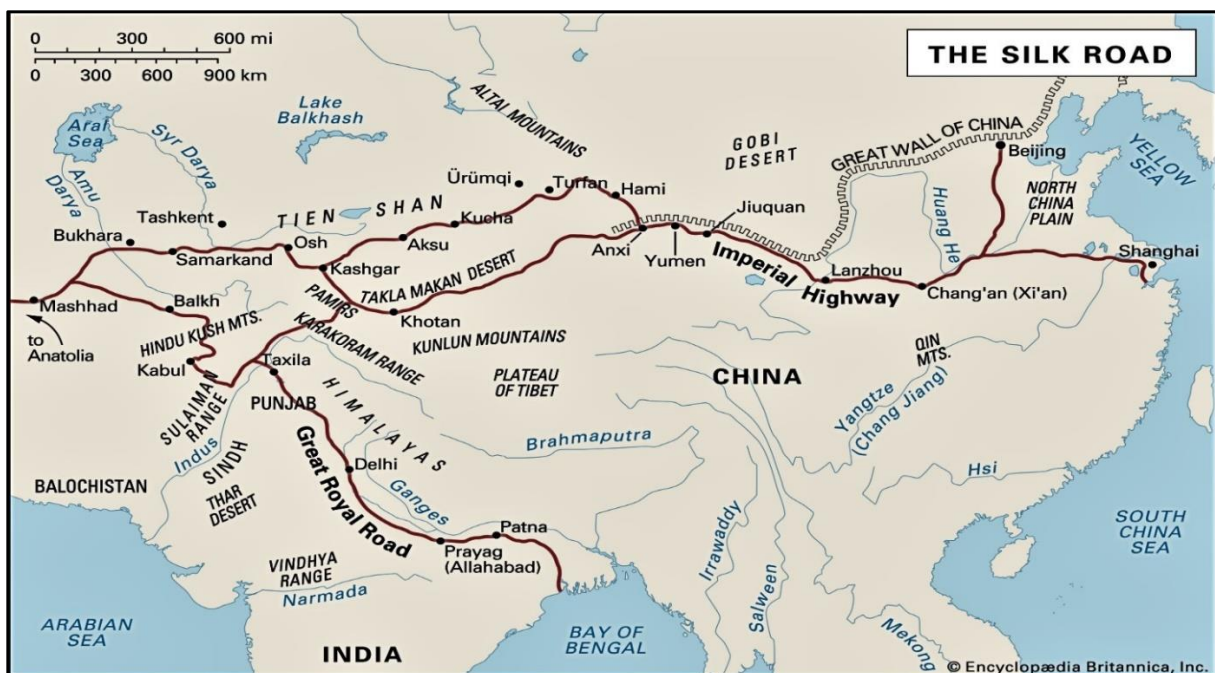 0 300 600 mi
0 300 600 900 km
THE SILK ROAD
ALTAI MOUNTAINS
Lake
Balkhash
Aral
Sea
Syr Darya
Amu
Darya
GOBI
DESERT
GREAT WALL OF CHINA
Beijing
YELLOW
SEA
Ürümqi
Turfan
Hami
NORTH
CHINA
PLAIN
Huang He
Tashkent
TIEN SHAN
Kucha
Jiuquan
Bukhara
Osh
Aksu
Anxi
Yumen
Shanghai
Samarkand
Kashgar
TAKLA MAKAN DESERT
Imperial
Highway
Lanzhou
Chang'an (Xi'an)
Mashhad
Balkh
PAMIRS
Khotan
to
Anatolia
HINDU KUSH MTS.
KARAKORAM RANGE
KUNLUN MOUNTAINS
QIN
MTS.
Kabul
Taxila
PLATEAU
OF TIBET
CHINA
SULAIMAN
RANGE
PUNJAB
HIMALAYAS
Yangtze
(Chang Jiang)
Indus
SINDH
Great Royal Road
Delhi
Brahmaputra
Hsi
BALOCHISTAN
THAR
DESERT
Ganges
Patna
Prayag
(Allahabad)
Irrawaddy
SOUTH
CHINA
SEA
VINDHYA
RANGE
Narmada
Salween
ARABIAN
SEA
INDIA
BAY OF
BENGAL
Mekong
© Encyclopædia Britannica, Inc.